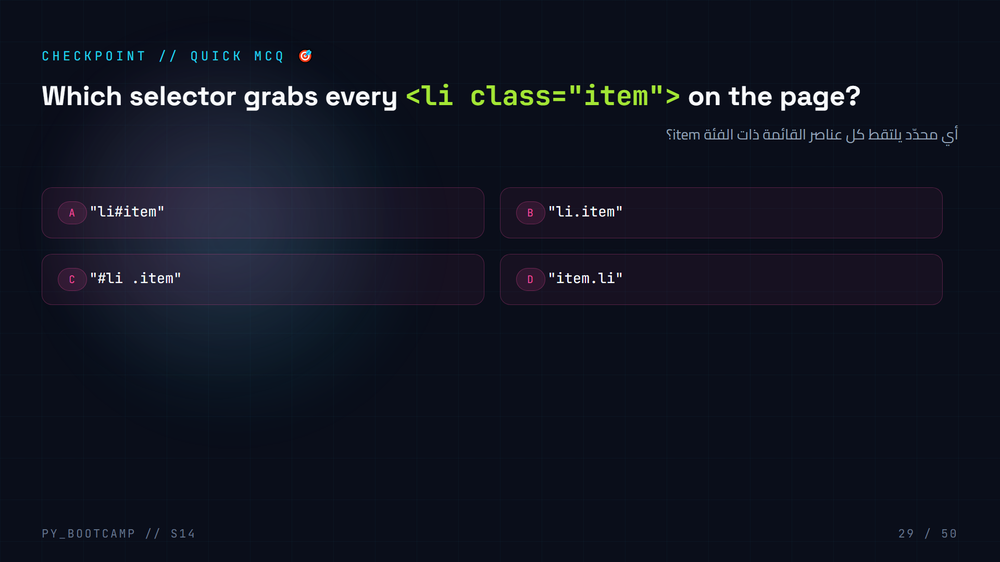 CHECKPOINT // QUICK MCQ 🎯
Which selector grabs every <li class="item"> on the page?
أي محدّد يلتقط كل عناصر القائمة ذات الفئة item؟
A "li#item"
B "li.item"
C "#li .item"
D "item.li"
PY_BOOTCAMP // S14
29 / 50